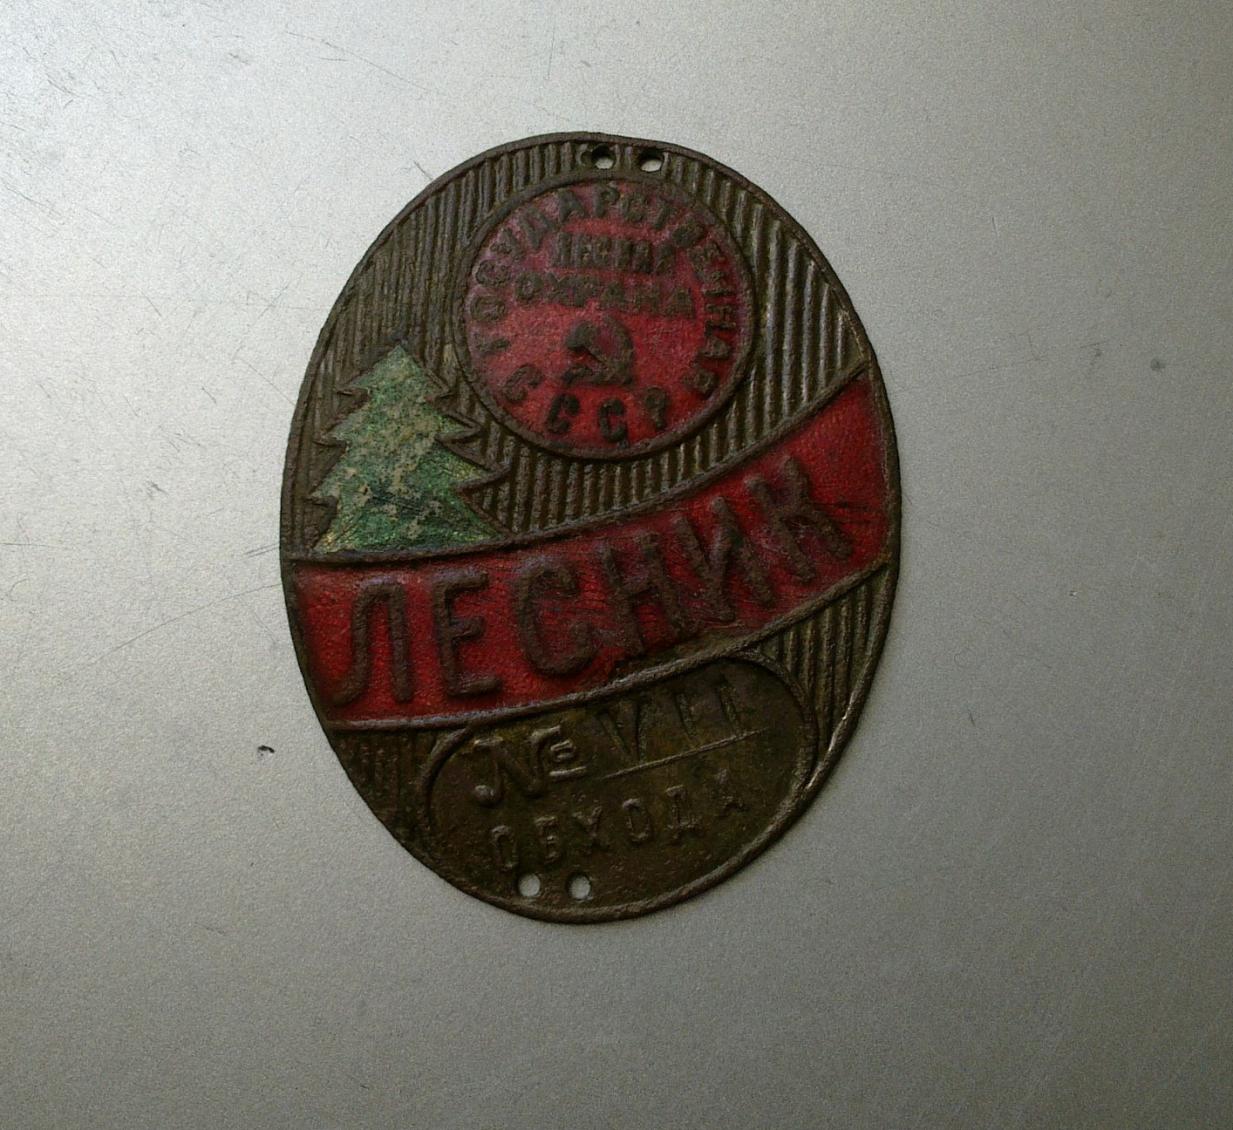 ГОСУДАРСТВЕННАЯ
ЛЕСНАЯ
ОХРАНА
СССР
ЛЕСНИК
№ VII
ОБХОДА